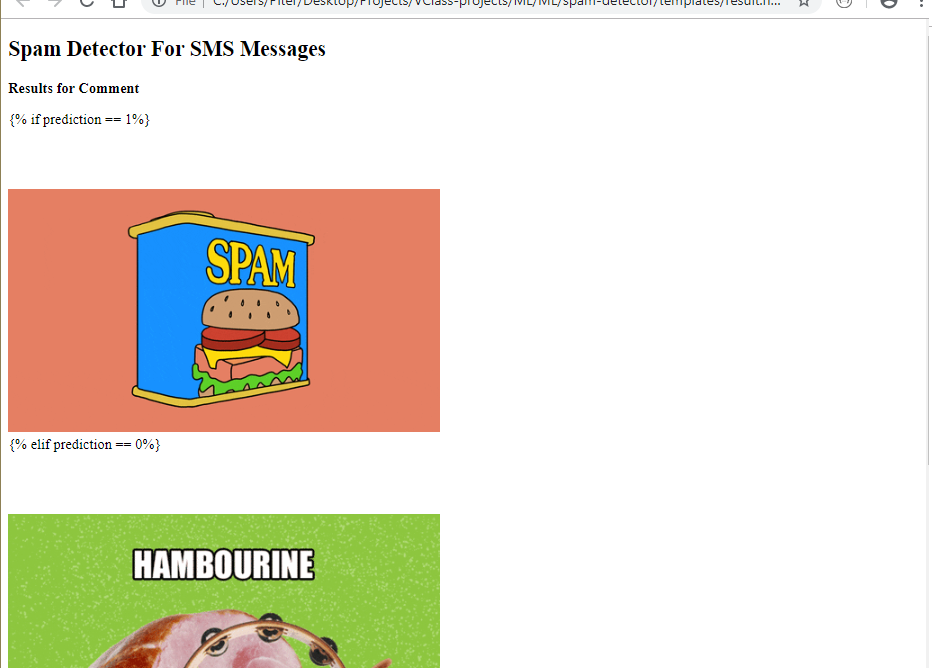 File | C:/Users/Piter/Desktop/Projects/VClass-projects/ML/ML/spam-detector/templates/result.h...
Spam Detector For SMS Messages
Results for Comment
{% if prediction == 1%}
SPAM
{% elif prediction == 0%}
HAMBOURINE